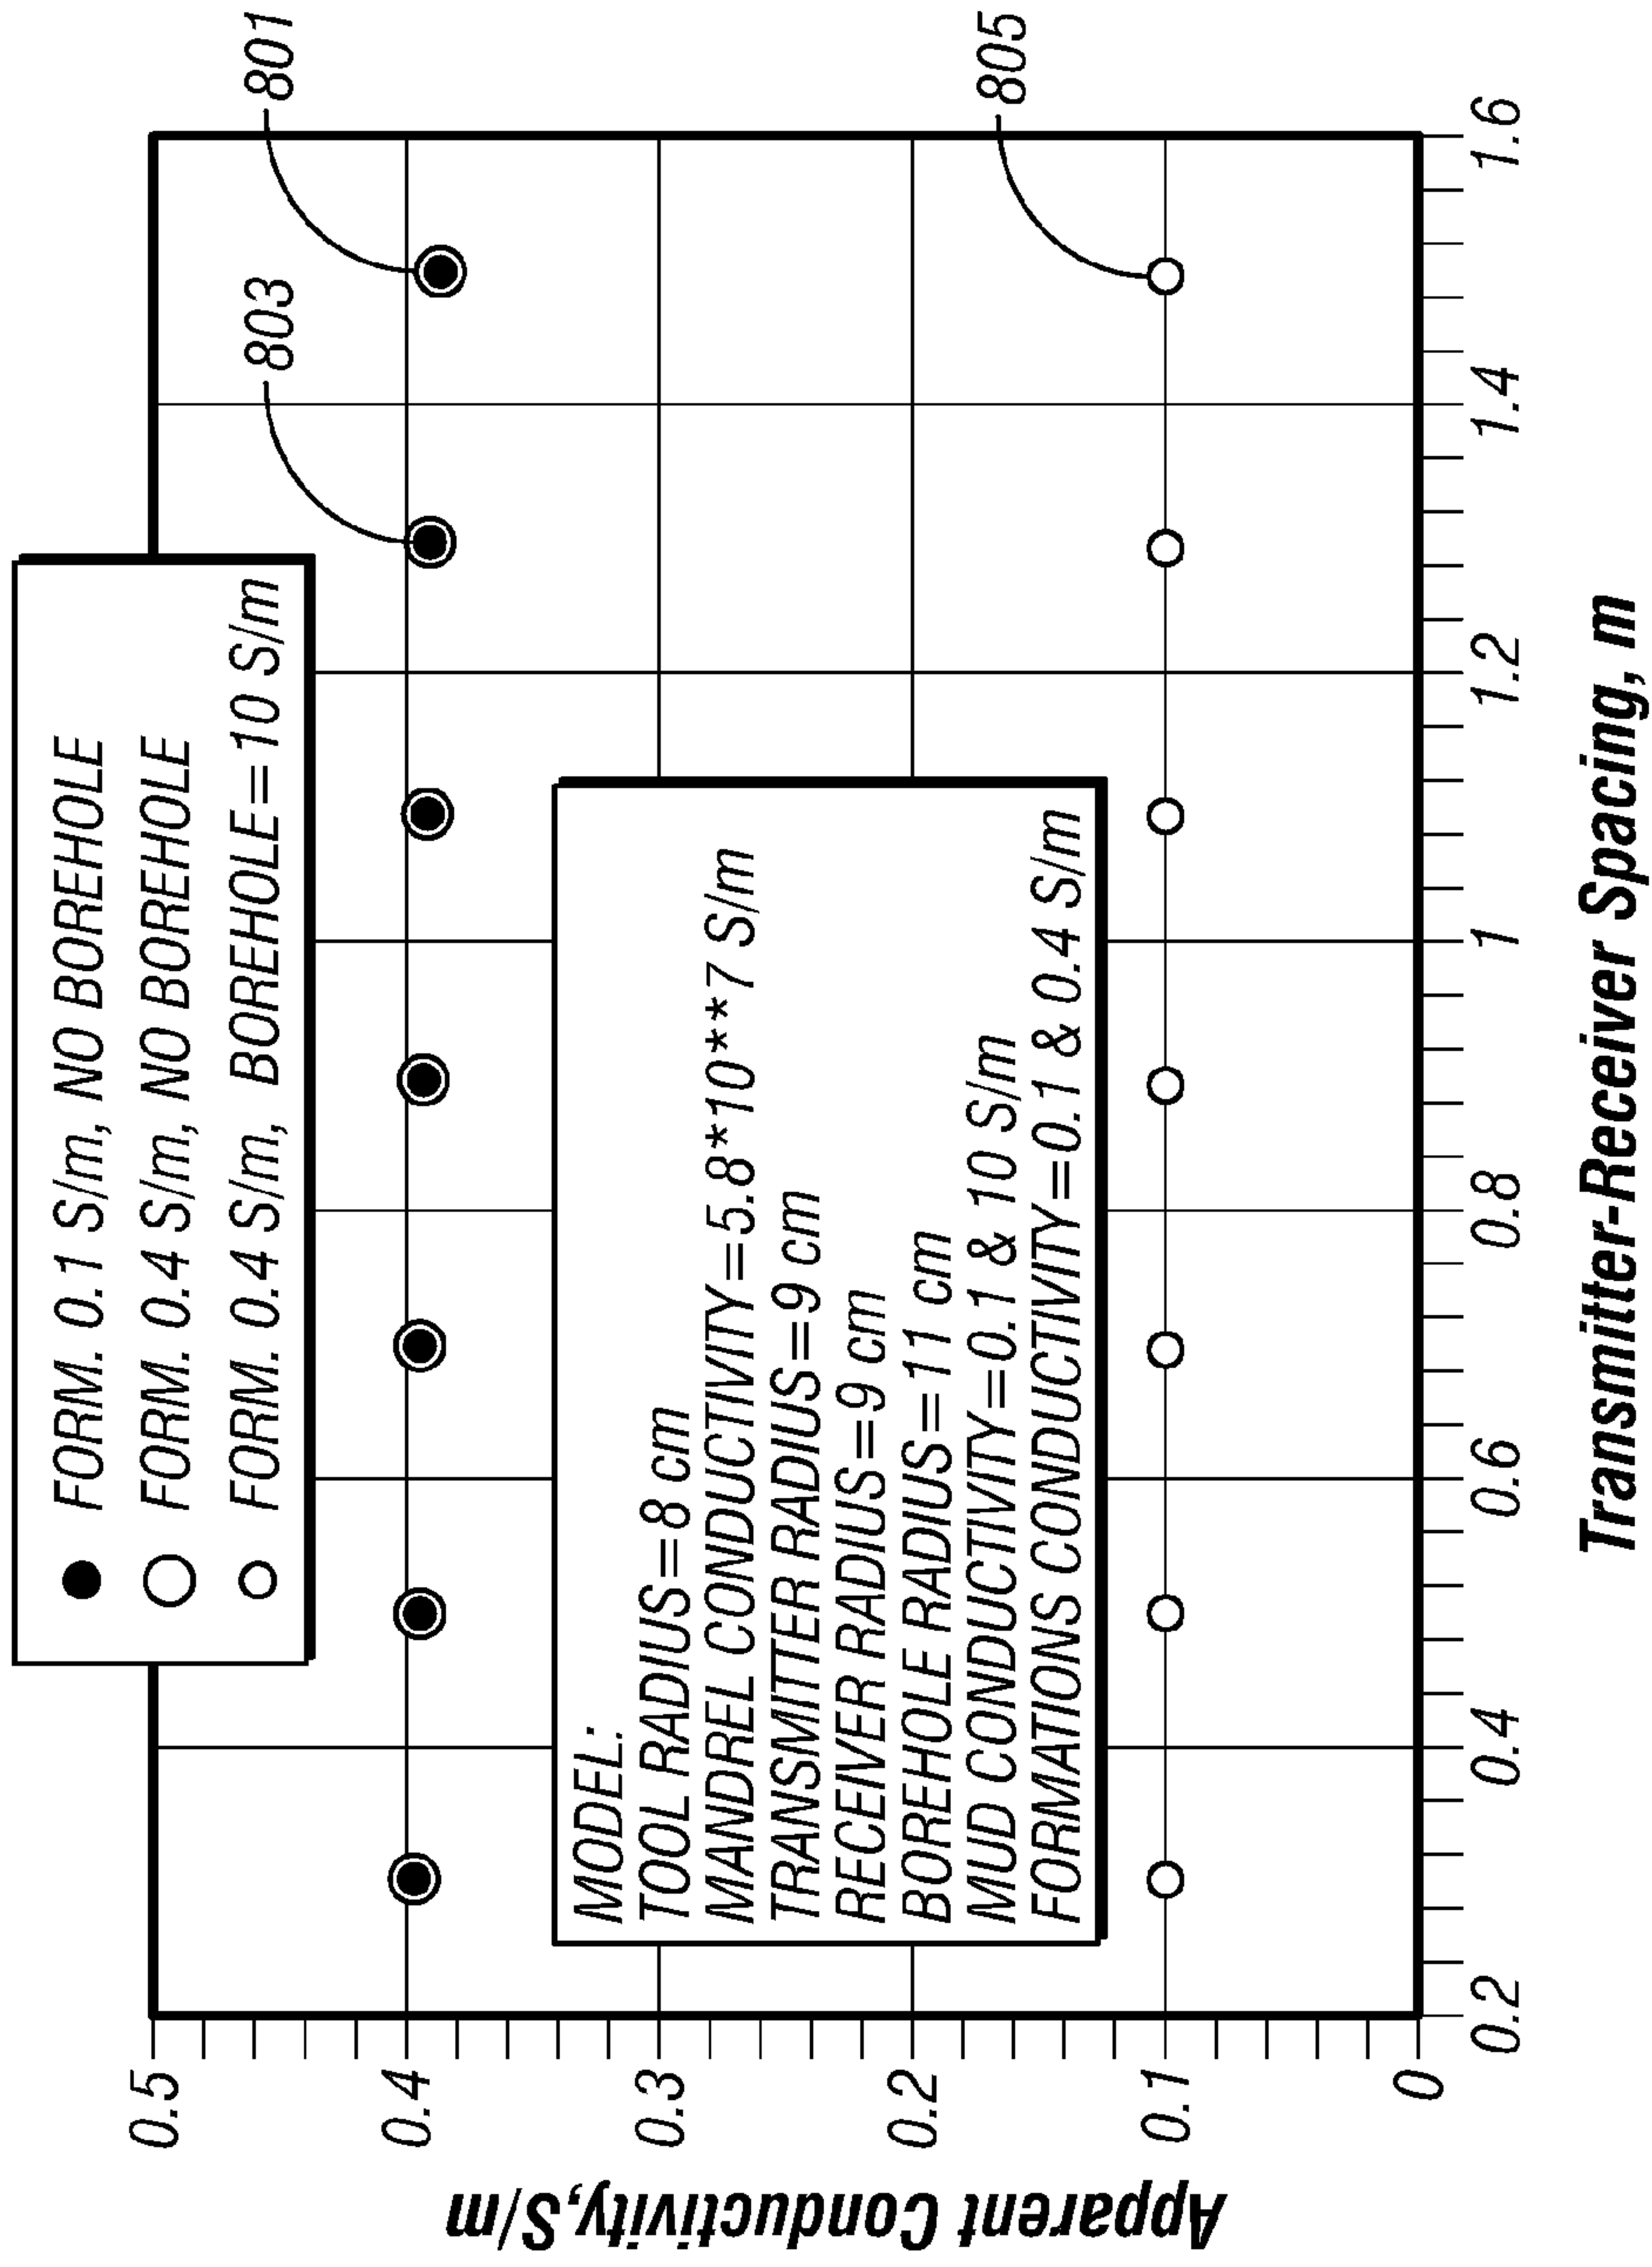 FORM. 0.1 S/m, NO BOREHOLE
FORM. 0.4 S/m, NO BOREHOLE
FORM. 0.4 S/m, BOREHOLE=10 S/m
803
801
805
MODEL:
TOOL RADIUS=8 cm
MANDREL CONDUCTIVITY=5.8*10**7 S/m
TRANSMITTER RADIUS=9 cm
RECEIVER RADIUS=9 cm
BOREHOLE RADIUS=11 cm
MUD CONDUCTIVITY=0.1 & 10 S/m
FORMATIONS CONDUCTIVITY=0.1 & 0.4 S/m
Apparent Conductivity,S/m
0.5
0.4
0.3
0.2
0.1
0
0.2
0.4
0.6
0.8
1
1.2
1.4
1.6
Transmitter-Receiver Spacing, m